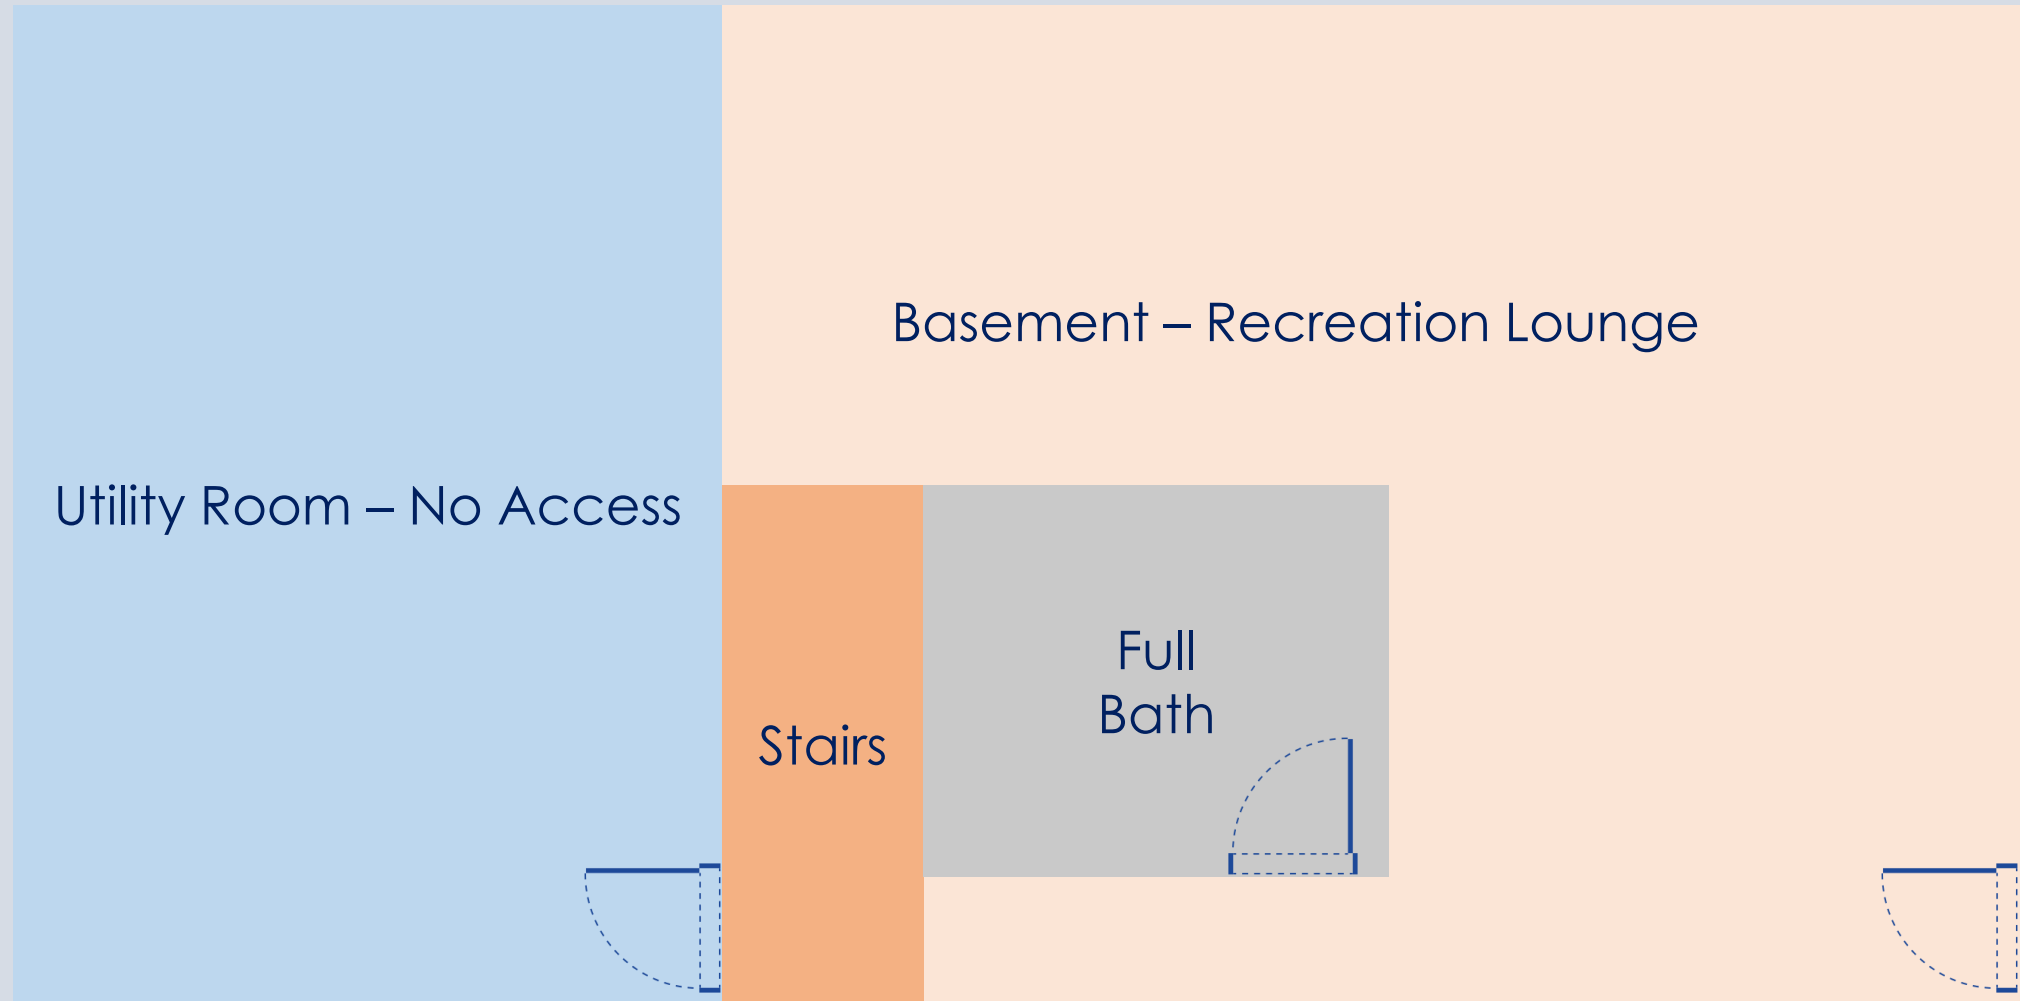 Basement – Recreation Lounge
Utility Room – No Access
Full
Bath
Stairs